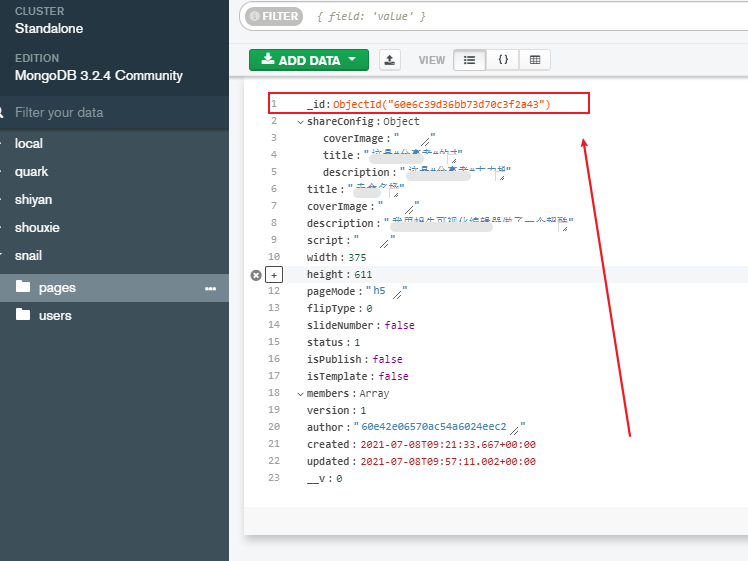 CLUSTER
Standalone
EDITION
MongoDB 3.2.4 Community
Filter your data
local
quark
shiyan
shouxie
snail
pages
users
FILTER { field: 'value' }
ADD DATA VIEW {}
1 _id:ObjectId("60e6c39d36bb73d70c3f2a43")
2 shareConfig:Object
3 coverImage:" "
4 title:"
5 description:"
6 title:"
7 coverImage:" "
8 description:"
9 script:" "
10 width:375
+ height:611
12 pageMode:"h5 "
13 flipType:0
14 slideNumber:false
15 status:1
16 isPublish:false
17 isTemplate:false
18 members:Array
19 version:1
20 author:"60e42e06570ac54a6024eec2 "
21 created:2021-07-08T09:21:33.667+00:00
22 updated:2021-07-08T09:57:11.002+00:00
23 __v:0